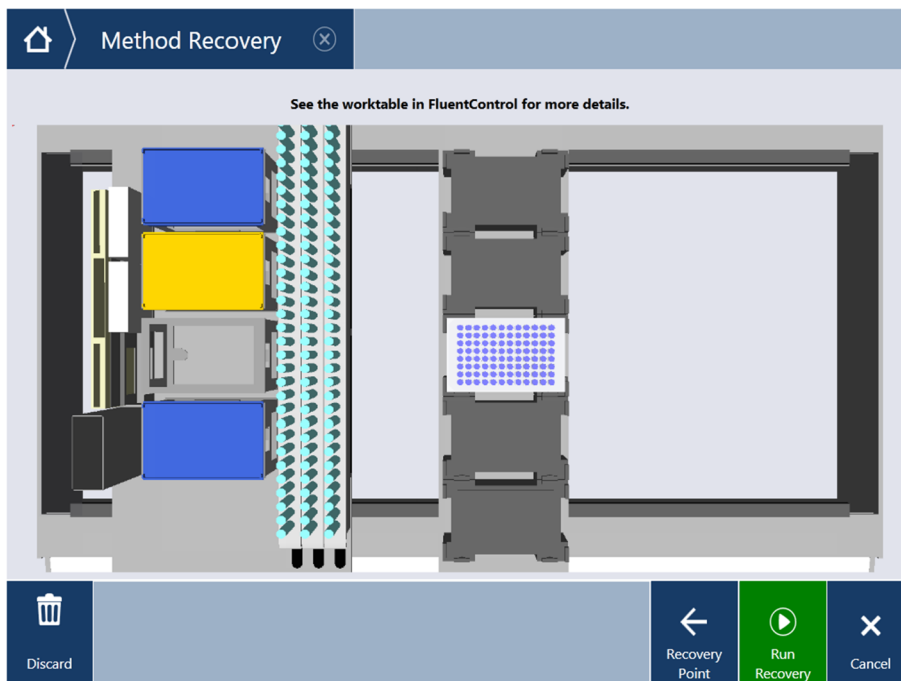 Method Recovery
See the worktable in FluentControl for more details.
Discard
Recovery
Point
Run
Recovery
Cancel